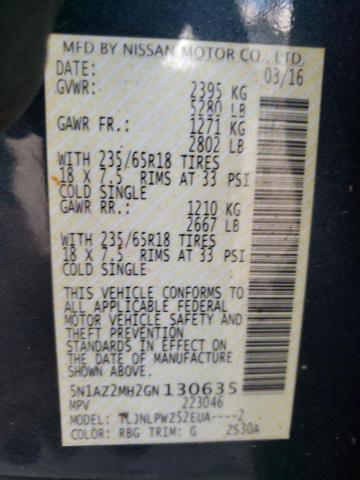 MFD BY NISSAN MOTOR CO., LTD.
DATE: 03/16
GVWR: 2395 KG
5280 LB
GAWR FR.: 1271 KG
2802 LB
WITH 235/65R18 TIRES
18 X 7.5 RIMS AT 33 PSI
COLD SINGLE
GAWR RR.: 1210 KG
2667 LB
WITH 235/65R18 TIRES
18 X 7.5 RIMS AT 33 PSI
COLD SINGLE
THIS VEHICLE CONFORMS TO
ALL APPLICABLE FEDERAL
MOTOR VEHICLE SAFETY AND
THEFT PREVENTION
STANDARDS IN EFFECT ON
THE DATE OF MANUFACTURE
SHOWN ABOVE.
5N1AZ2MH2GN130635
MPV 223046
MODEL: TLJNLPWZ52EUA----2
COLOR: RBG TRIM: G Z530A